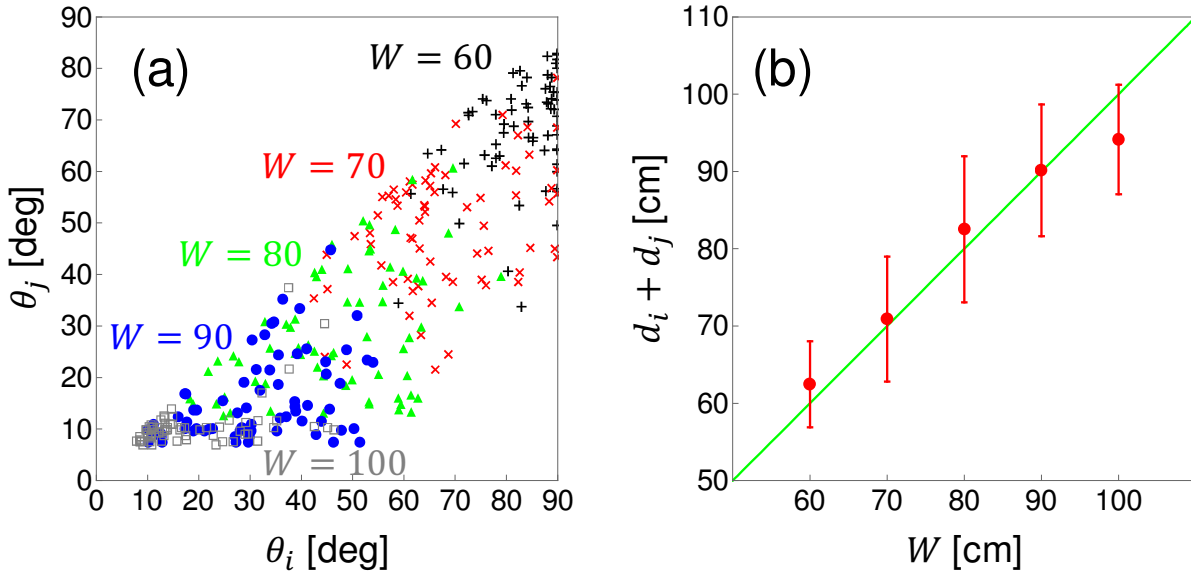 (a)
W = 60
W = 70
W = 80
W = 90
W = 100
90
80
70
60
50
40
30
20
10
0
0 10 20 30 40 50 60 70 80 90
θj [deg]
θi [deg]
(b)
110
100
90
80
70
60
50
60 70 80 90 100
di + dj [cm]
W [cm]